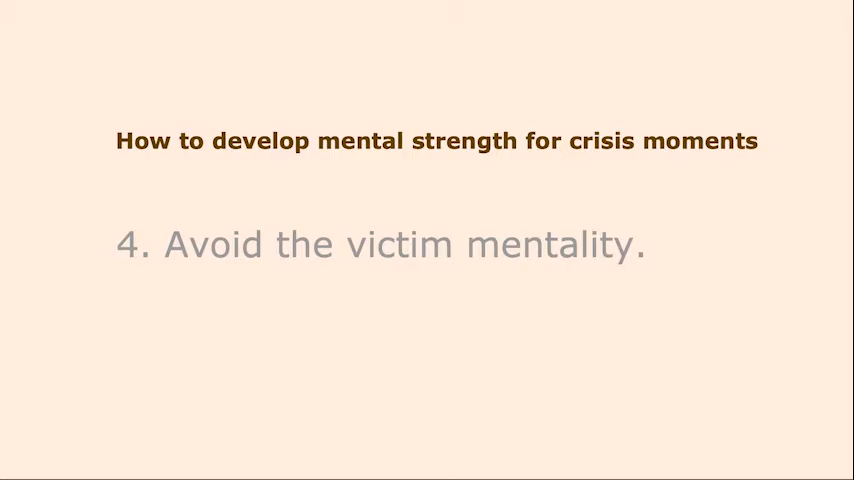 How to develop mental strength for crisis moments
4. Avoid the victim mentality.